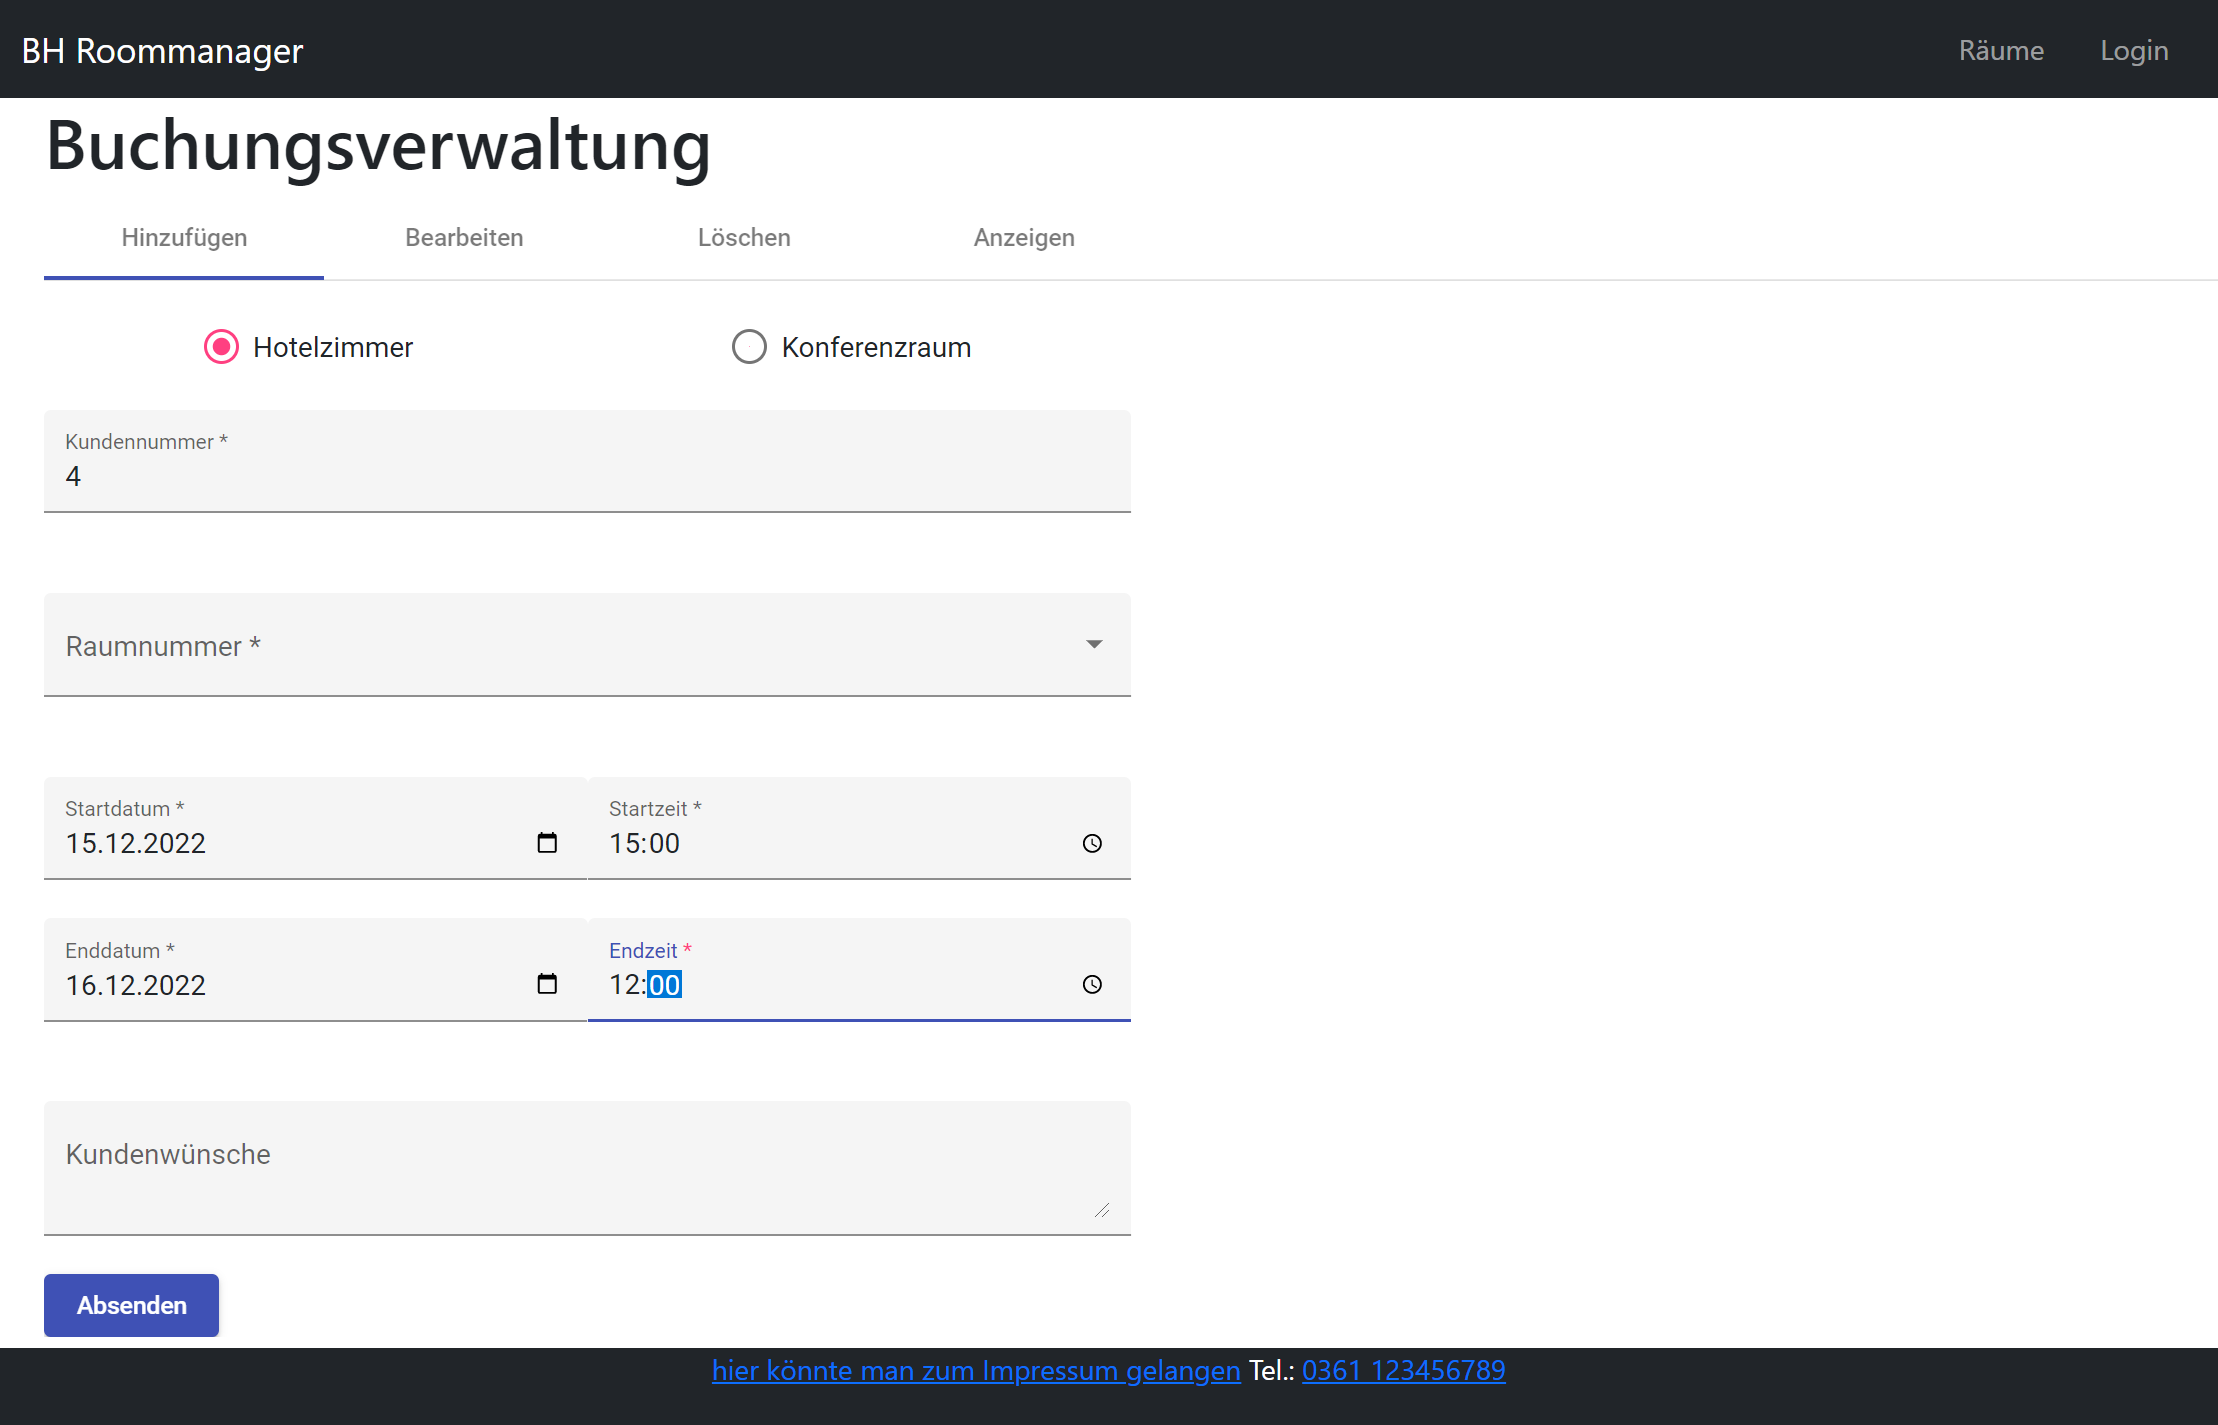 BH Roommanager Räume Login
Buchungsverwaltung
Hinzufügen Bearbeiten Löschen Anzeigen
Hotelzimmer Konferenzraum
Kundennummer *
4
Raumnummer *
Startdatum * Startzeit *
15.12.2022 15:00
Enddatum * Endzeit *
16.12.2022 12:00
Kundenwünsche
Absenden
hier könnte man zum Impressum gelangen Tel.: 0361 123456789